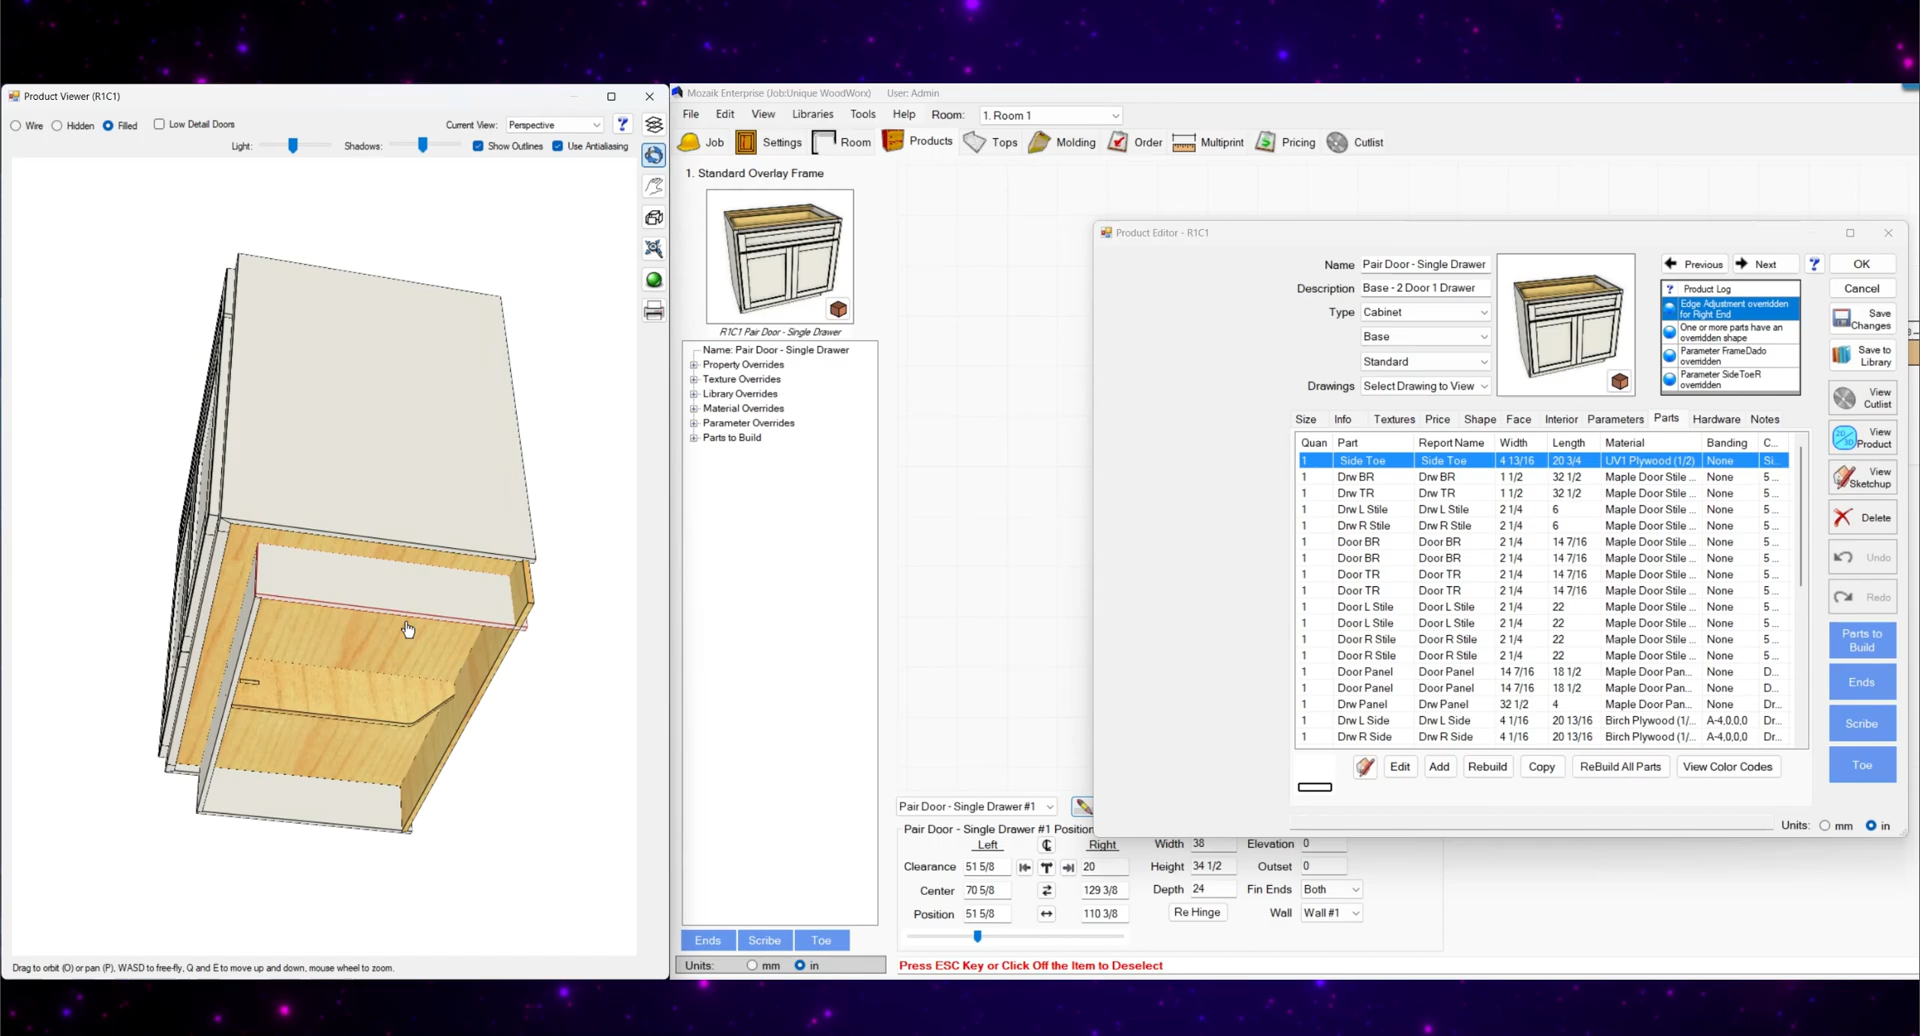 Product Viewer (R1C1)
Wire Hidden Filled Low Detail Doors
Current View: Perspective ?
Light: Shadows: Show Outlines Use Antialiasing
Drag to orbit (O) or pan (P), WASD to free-fly, Q and E to move up and down, mouse wheel to zoom.
Mozaik Enterprise (Job:Unique WoodWorx) User: Admin
File Edit View Libraries Tools Help Room: 1. Room 1
Job Settings Room Products Tops Molding Order Multiprint Pricing Cutlist
1. Standard Overlay Frame
R1C1 Pair Door - Single Drawer
Name: Pair Door - Single Drawer
Property Overrides
Texture Overrides
Library Overrides
Material Overrides
Parameter Overrides
Parts to Build
Ends Scribe Toe
Units: mm in
Product Editor - R1C1
Name Pair Door - Single Drawer
Description Base - 2 Door 1 Drawer
Type Cabinet
Base
Standard
Drawings Select Drawing to View
Previous Next ? OK
Cancel
? Product Log
Edge Adjustment overridden
for Right End
One or more parts have an
overridden shape
Parameter FrameDado
overridden
Parameter SideToeR
overridden
Save
Changes
Save to
Library
View
Cutlist
2D 3D View
Product
View
Sketchup
Delete
Undo
Redo
Parts to
Build
Ends
Scribe
Toe
Size Info Textures Price Shape Face Interior Parameters Parts Hardware Notes
Quan Part Report Name Width Length Material Banding C...
1 Side Toe Side Toe 4 13/16 20 3/4 UV1 Plywood (1/2) None Si...
1 Drw BR Drw BR 1 1/2 32 1/2 Maple Door Stile ... None 5 ...
1 Drw TR Drw TR 1 1/2 32 1/2 Maple Door Stile ... None 5 ...
1 Drw L Stile Drw L Stile 2 1/4 6 Maple Door Stile ... None 5 ...
1 Drw R Stile Drw R Stile 2 1/4 6 Maple Door Stile ... None 5 ...
1 Door BR Door BR 2 1/4 14 7/16 Maple Door Stile ... None 5 ...
1 Door BR Door BR 2 1/4 14 7/16 Maple Door Stile ... None 5 ...
1 Door TR Door TR 2 1/4 14 7/16 Maple Door Stile ... None 5 ...
1 Door TR Door TR 2 1/4 14 7/16 Maple Door Stile ... None 5 ...
1 Door L Stile Door L Stile 2 1/4 22 Maple Door Stile ... None 5 ...
1 Door L Stile Door L Stile 2 1/4 22 Maple Door Stile ... None 5 ...
1 Door R Stile Door R Stile 2 1/4 22 Maple Door Stile ... None 5 ...
1 Door R Stile Door R Stile 2 1/4 22 Maple Door Stile ... None 5 ...
1 Door Panel Door Panel 14 7/16 18 1/2 Maple Door Pan... None D...
1 Door Panel Door Panel 14 7/16 18 1/2 Maple Door Pan... None D...
1 Drw Panel Drw Panel 32 1/2 4 Maple Door Pan... None Dr...
1 Drw L Side Drw L Side 4 1/16 20 13/16 Birch Plywood (1/... A-4,0,0,0 Dr...
1 Drw R Side Drw R Side 4 1/16 20 13/16 Birch Plywood (1/... A-4,0,0,0 Dr...
Edit Add Rebuild Copy ReBuild All Parts View Color Codes
Units: mm in
Pair Door - Single Drawer #1
Pair Door - Single Drawer #1 Position
Left Right Width 38 Elevation 0
Clearance 51 5/8 20 Height 34 1/2 Outset 0
Center 70 5/8 129 3/8 Depth 24 Fin Ends Both
Position 51 5/8 110 3/8 Re Hinge Wall Wall #1
Press ESC Key or Click Off the Item to Deselect